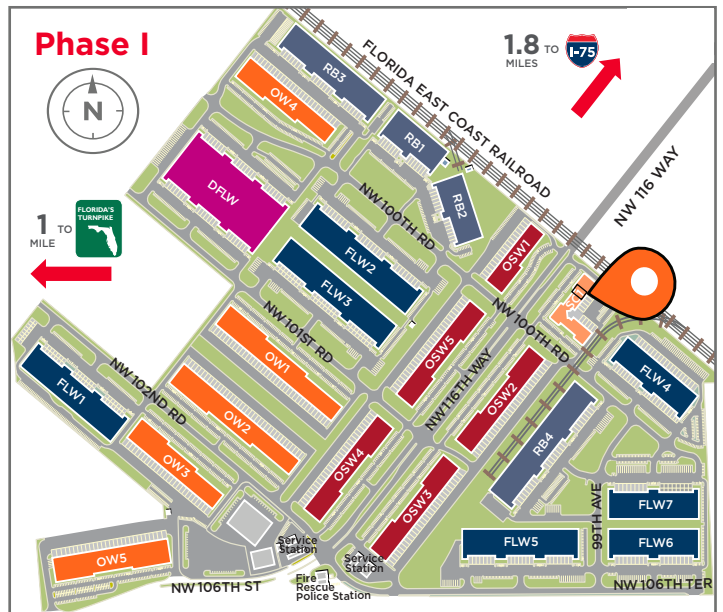 Phase I
1.8 TO
MILES
I-75
N
1 TO
MILE
FLORIDA'S
TURNPIKE
FLORIDA EAST COAST RAILROAD
NW 116 WAY
RB3
OW4
RB1
RB2
DFLW
NW 100TH RD
FLW2
FLW3
OSW1
NW 100TH RD
NW 101ST RD
OW1
OSW5
NW 116TH WAY
OSW2
FLW4
FLW1
NW 102ND RD
OW2
OW3
OSW4
OSW3
RB4
99TH AVE
FLW7
FLW6
FLW5
OW5
Service
Station
Service
Station
Fire
Rescue
Police Station
NW 106TH ST
NW 106TH TER